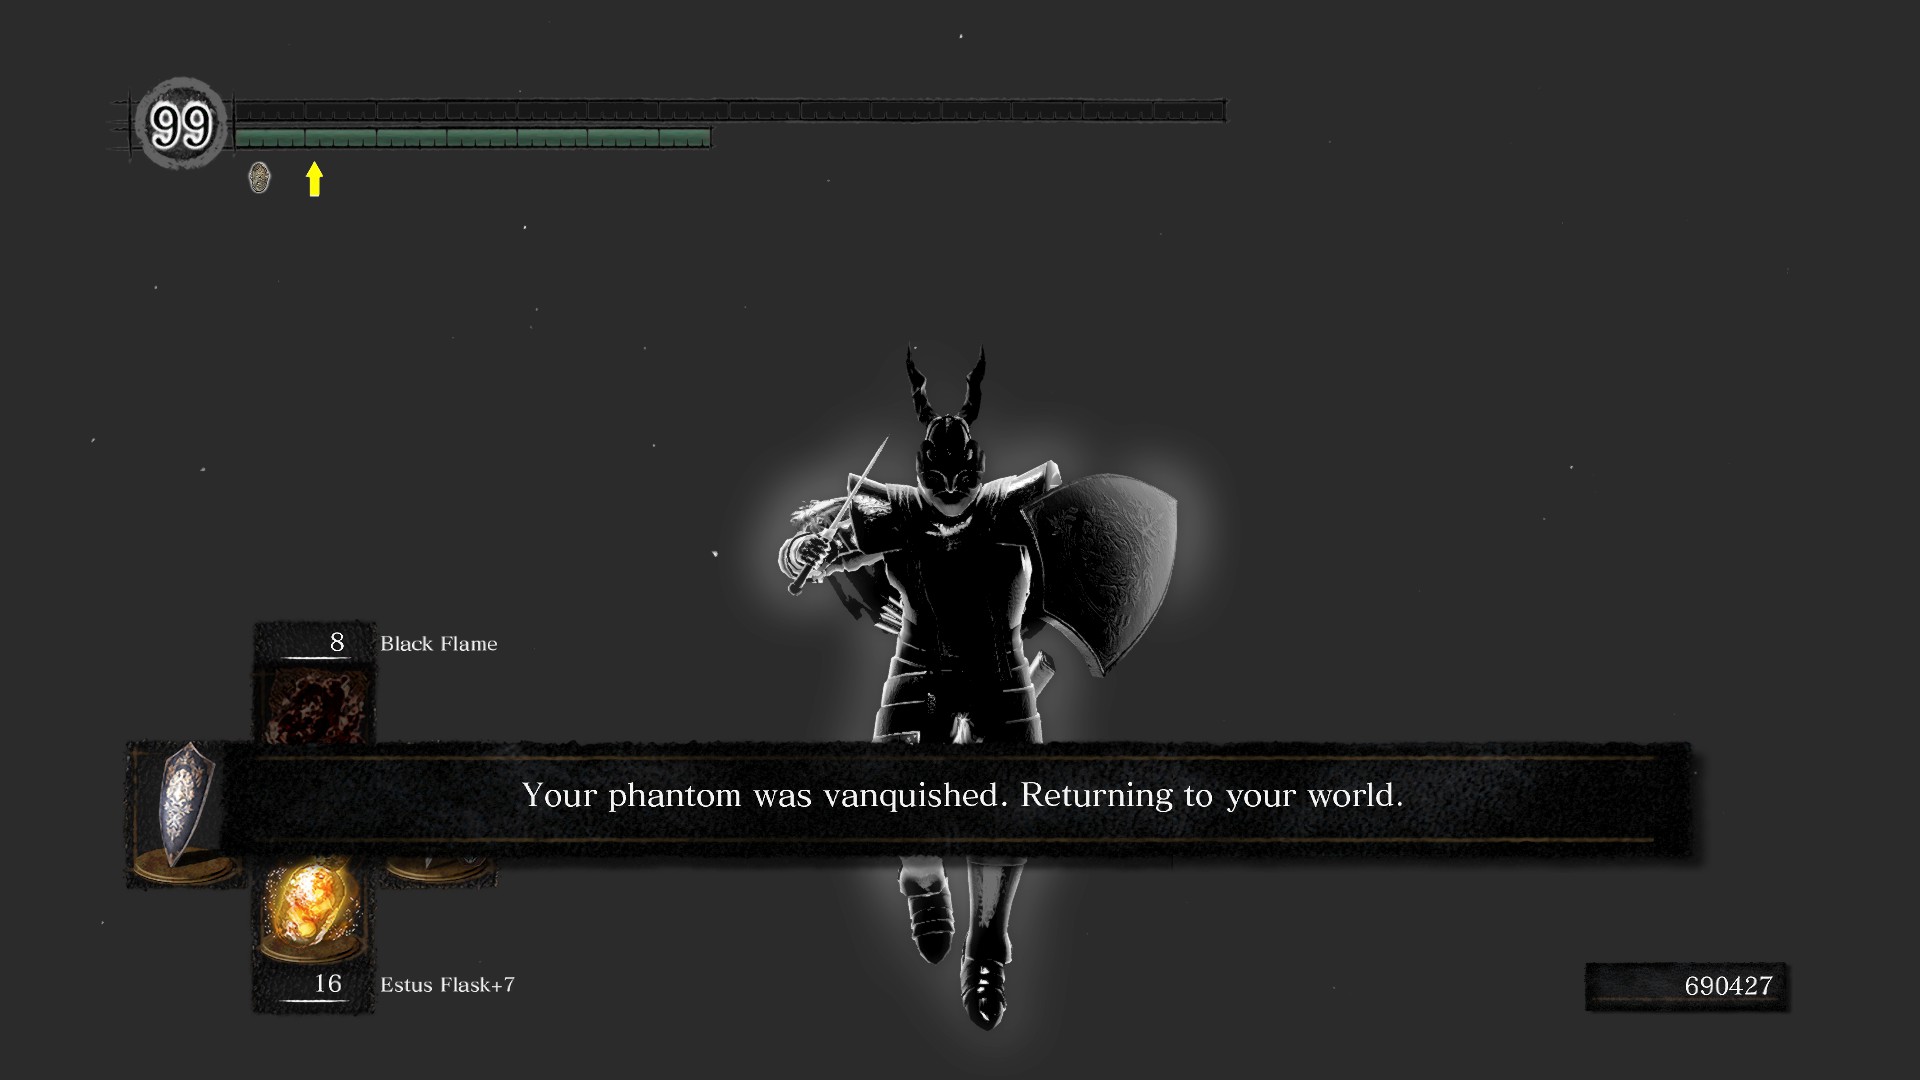 99
8 Black Flame
Your phantom was vanquished. Returning to your world.
16 Estus Flask+7
690427